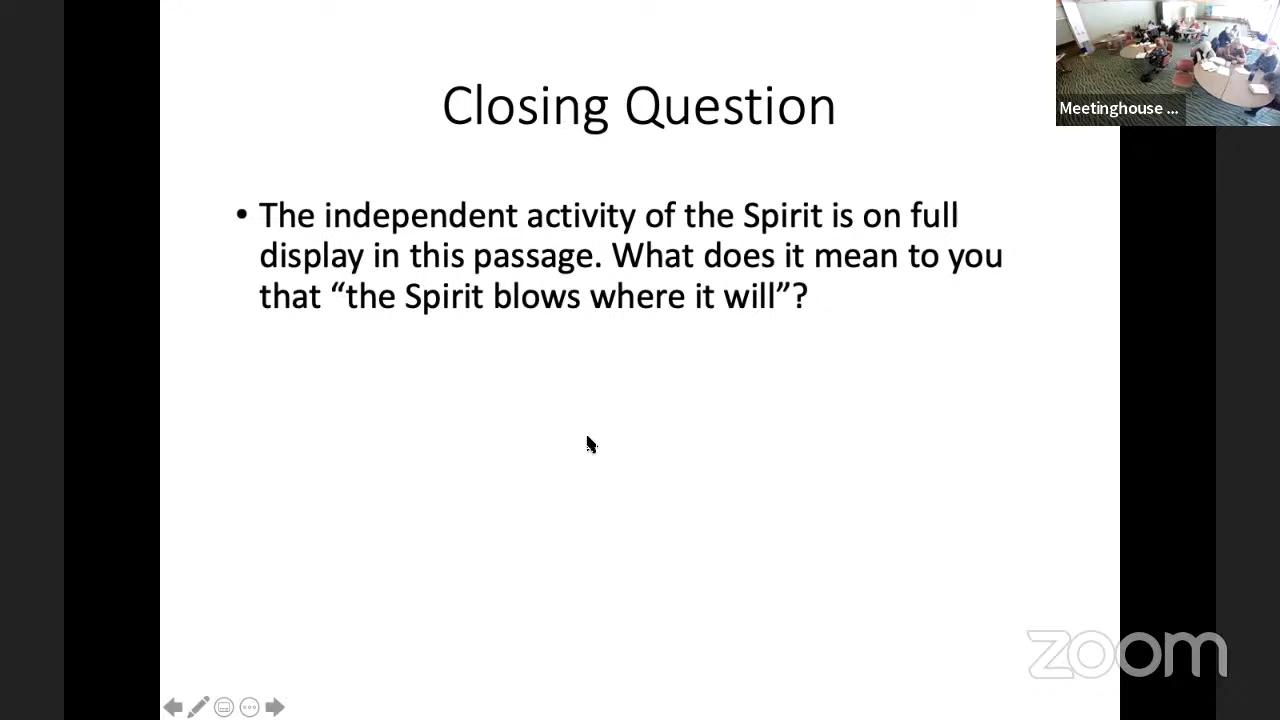 Closing Question
• The independent activity of the Spirit is on full
display in this passage. What does it mean to you
that “the Spirit blows where it will”?
Meetinghouse ...
zoom